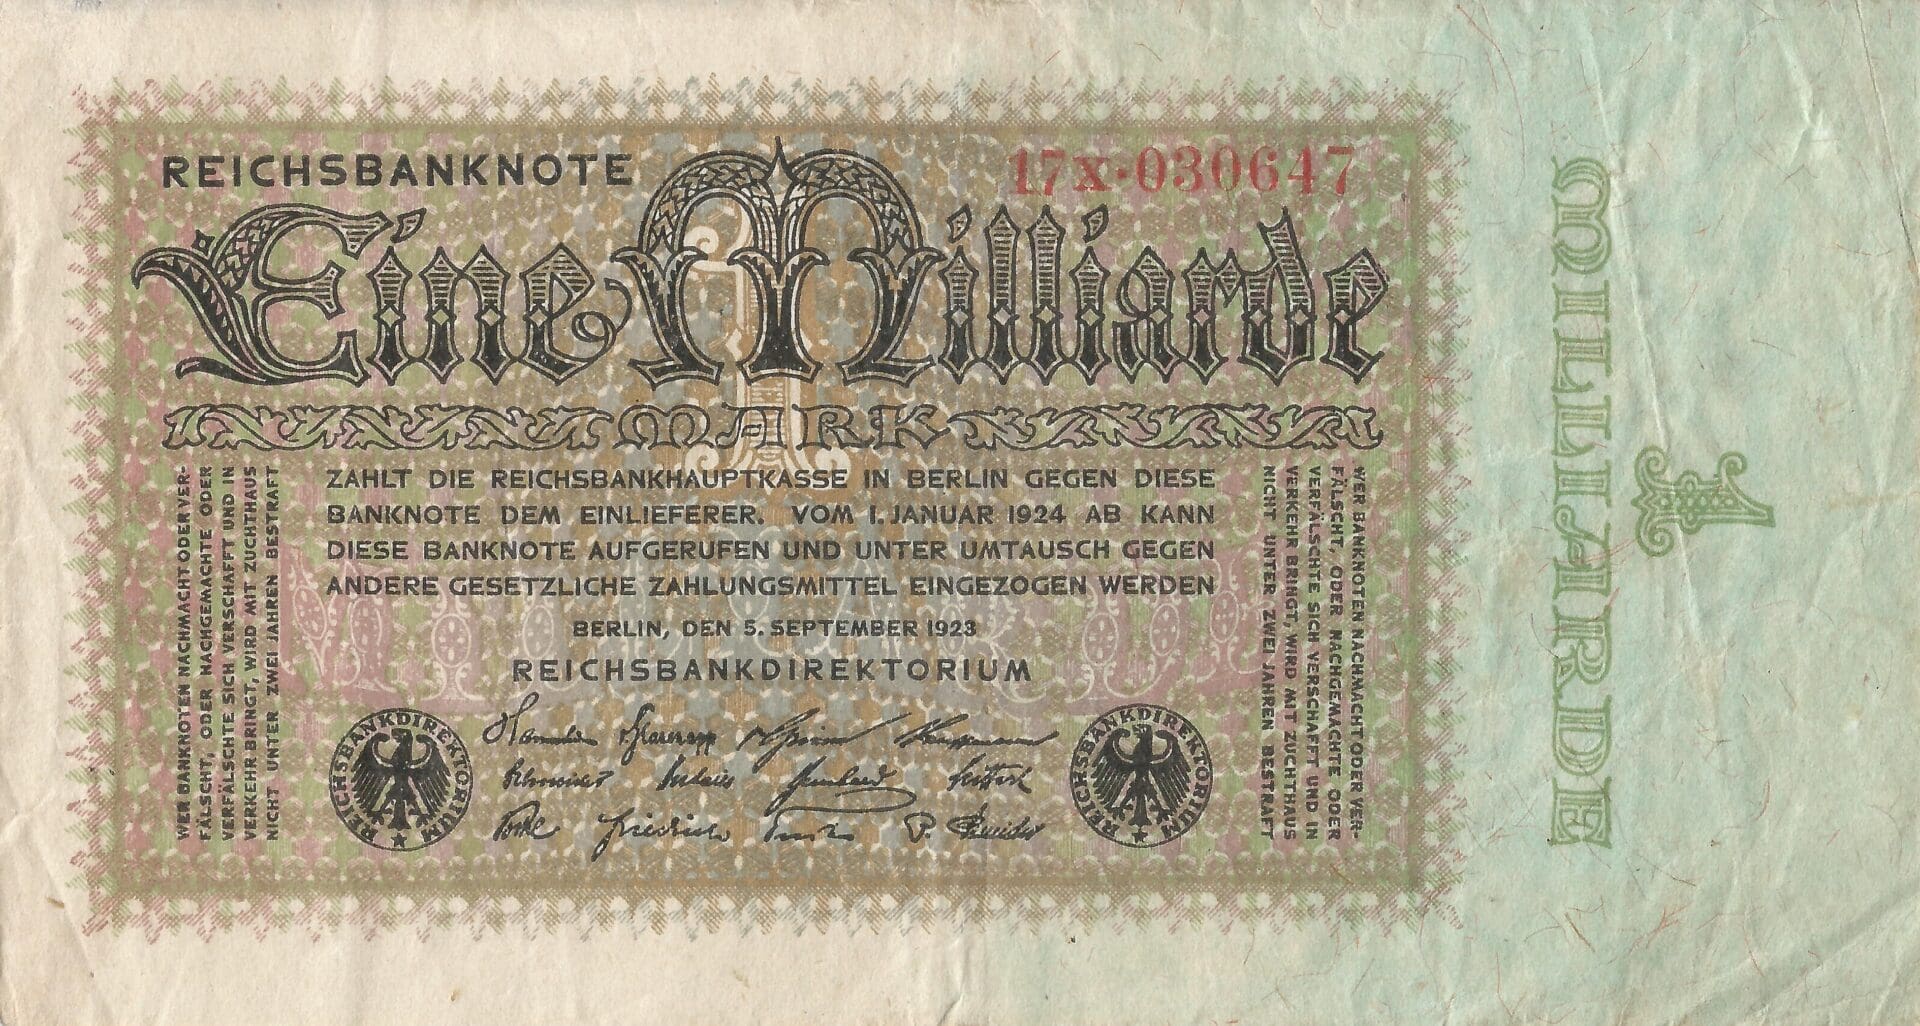 REICHSBANKNOTE
17X·030647
Eine Milliarde
MARK
ZAHLT DIE REICHSBANKHAUPTKASSE IN BERLIN GEGEN DIESE
BANKNOTE DEM EINLIEFERER. VOM 1. JANUAR 1924 AB KANN
DIESE BANKNOTE AUFGERUFEN UND UNTER UMTAUSCH GEGEN
ANDERE GESETZLICHE ZAHLUNGSMITTEL EINGEZOGEN WERDEN
BERLIN, DEN 5. SEPTEMBER 1923
REICHSBANKDIREKTORIUM
REICHSBANKDIREKTORIUM
REICHSBANKDIREKTORIUM
WER BANKNOTEN NACHMACHT ODER VER-
FÄLSCHT, ODER NACHGEMACHTE ODER
VERFÄLSCHTE SICH VERSCHAFFT UND IN
VERKEHR BRINGT, WIRD MIT ZUCHTHAUS
NICHT UNTER ZWEI JAHREN BESTRAFT
WER BANKNOTEN NACHMACHT ODER VER-
FÄLSCHT, ODER NACHGEMACHTE ODER
VERFÄLSCHTE SICH VERSCHAFFT UND IN
VERKEHR BRINGT, WIRD MIT ZUCHTHAUS
NICHT UNTER ZWEI JAHREN BESTRAFT
1
MILLIARDE